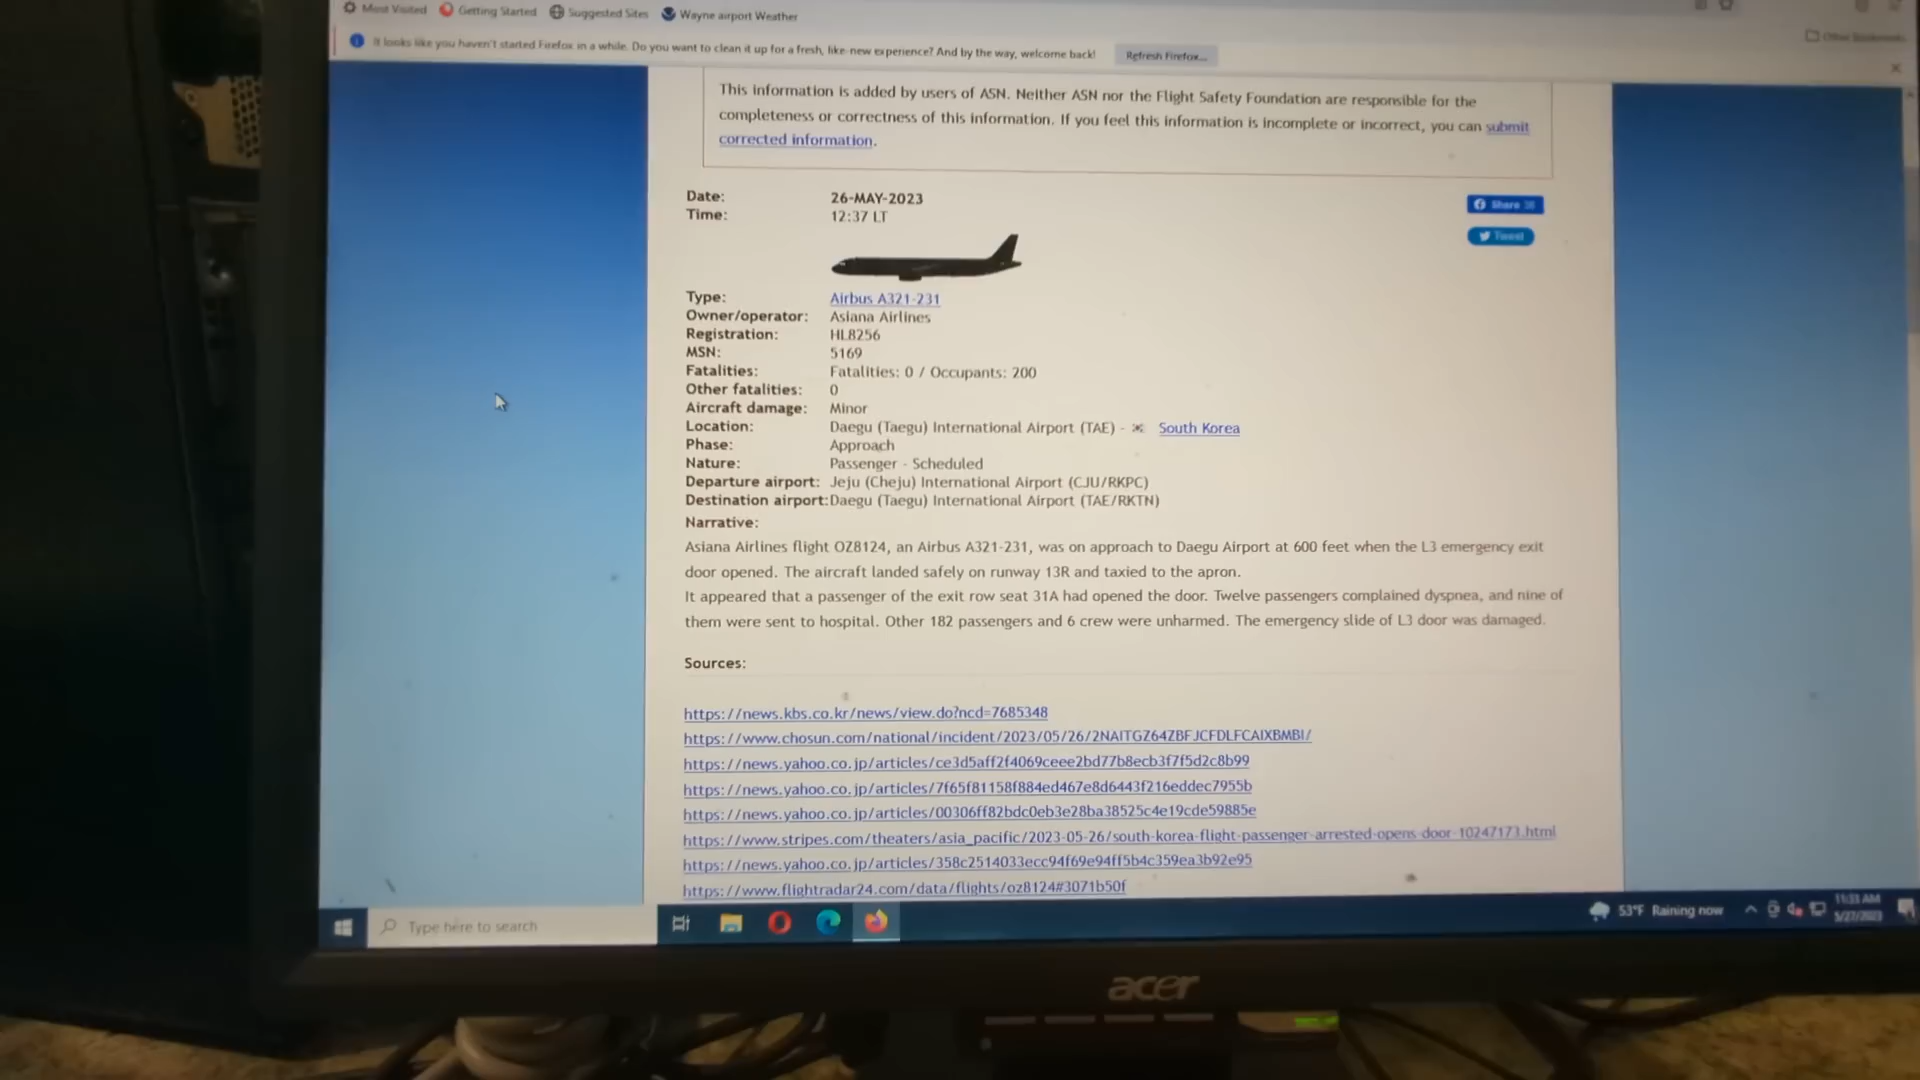 Most Visited Getting Started Suggested Sites Wayne airport Weather
Other Bookmarks
It looks like you haven't started Firefox in a while. Do you want to clean it up for a fresh, like-new experience? And by the way, welcome back! Refresh Firefox...
This information is added by users of ASN. Neither ASN nor the Flight Safety Foundation are responsible for the
completeness or correctness of this information. If you feel this information is incomplete or incorrect, you can submit
corrected information.
Date: 26-MAY-2023
Time: 12:37 LT
Share
Tweet
Type: Airbus A321-231
Owner/operator: Asiana Airlines
Registration: HL8256
MSN: 5169
Fatalities: Fatalities: 0 / Occupants: 200
Other fatalities: 0
Aircraft damage: Minor
Location: Daegu (Taegu) International Airport (TAE) - South Korea
Phase: Approach
Nature: Passenger - Scheduled
Departure airport: Jeju (Cheju) International Airport (CJU/RKPC)
Destination airport: Daegu (Taegu) International Airport (TAE/RKTN)
Narrative:
Asiana Airlines flight OZ8124, an Airbus A321-231, was on approach to Daegu Airport at 600 feet when the L3 emergency exit
door opened. The aircraft landed safely on runway 13R and taxied to the apron.
It appeared that a passenger of the exit row seat 31A had opened the door. Twelve passengers complained dyspnea, and nine of
them were sent to hospital. Other 182 passengers and 6 crew were unharmed. The emergency slide of L3 door was damaged.
Sources:
https://news.kbs.co.kr/news/view.do?ncd=7685348
https://www.chosun.com/national/incident/2023/05/26/2NAITGZ64ZBFJCFDLFCAIXBMBI/
https://news.yahoo.co.jp/articles/ce3d5aff2f4069ceee2bd77b8ecb3f7f5d2c8b99
https://news.yahoo.co.jp/articles/7f65f81158f884ed467e8d6443f216eddec7955b
https://news.yahoo.co.jp/articles/00306ff82bdc0eb3e28ba38525c4e19cde59885e
https://www.stripes.com/theaters/asia_pacific/2023-05-26/south-korea-flight-passenger-arrested-opens-door-10247173.html
https://news.yahoo.co.jp/articles/358c2514033ecc94f69e94ff5b4c359ea3b92e95
https://www.flightradar24.com/data/flights/oz8124#3071b50f
Type here to search
53°F Raining now
11:33 AM
5/27/2023
acer